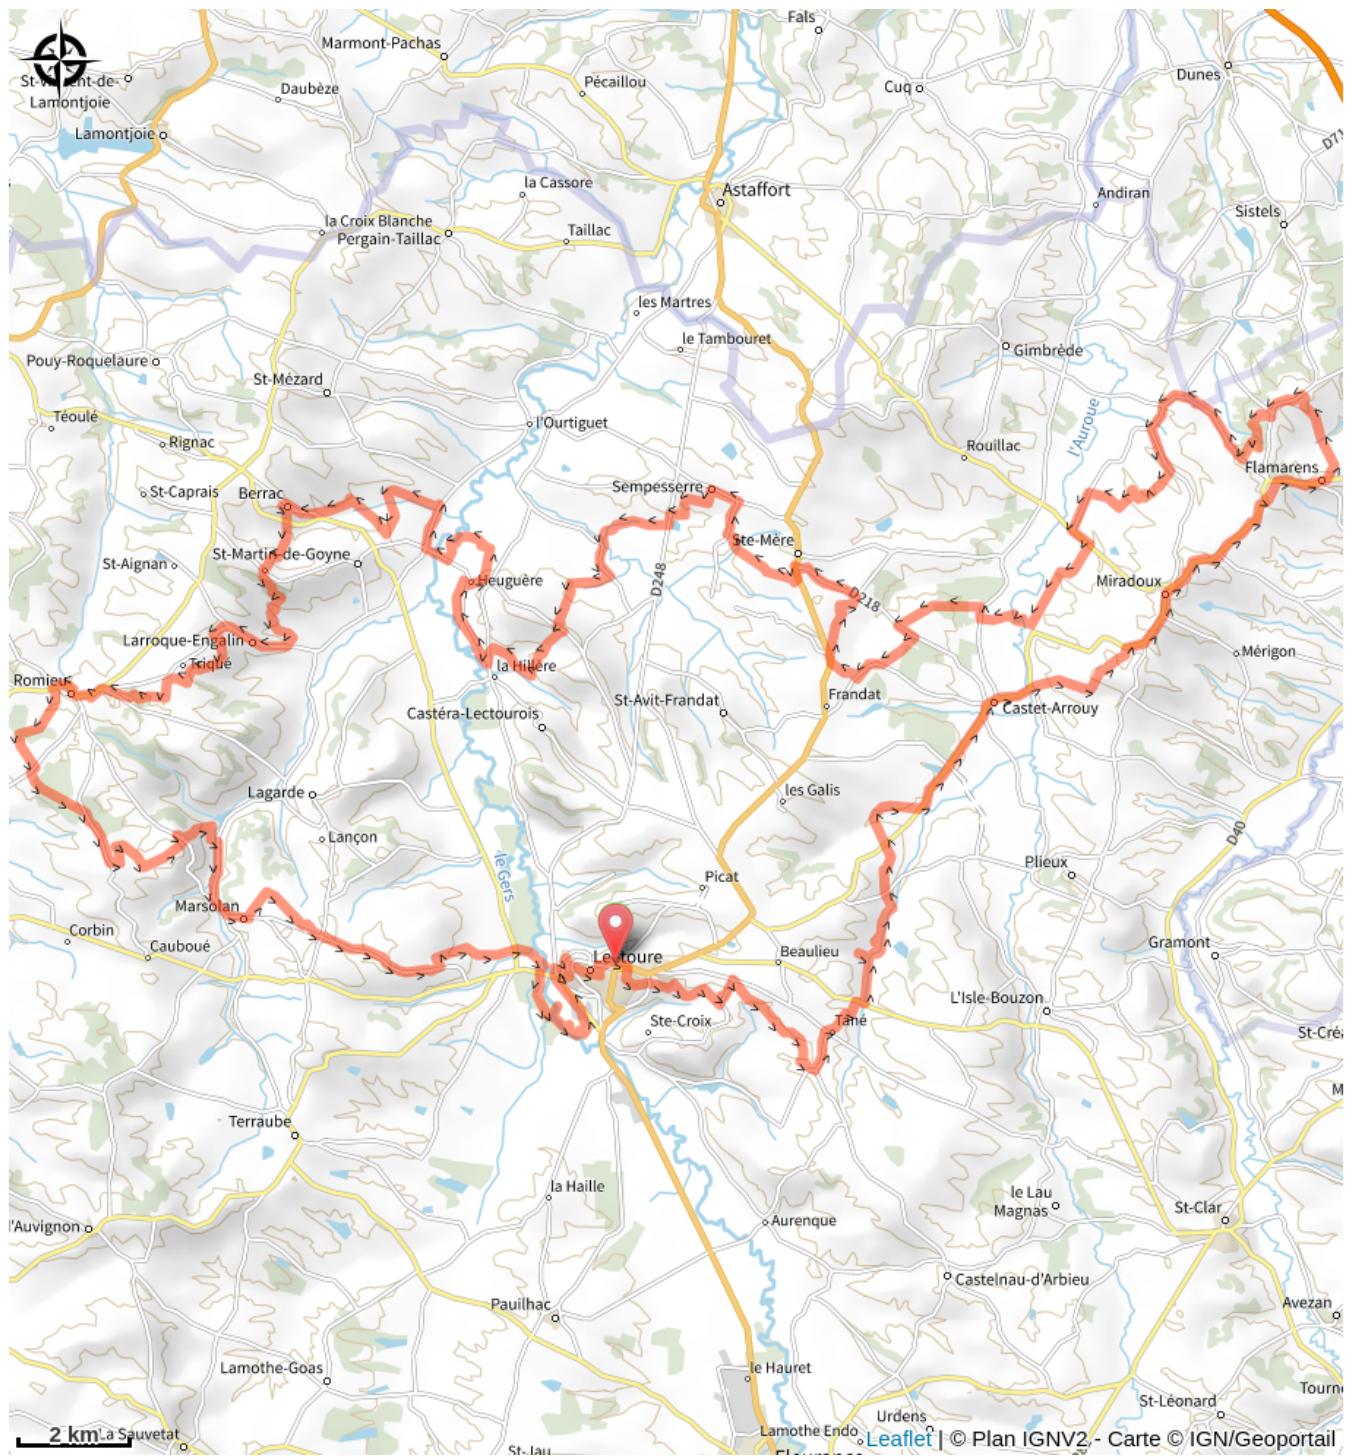 Fals
Marmont-Pachas
Dunes
St-Vincent-de-
Lamontjoie
Daubèze
Pécaillou
Cuq
Lamontjoie
D71
la Cassore
Astaffort
Andiran
Sistels
la Croix Blanche
Pergain-Taillac
Taillac
les Martres
le Tambouret
Gimbrède
Pouy-Roquelaure
St-Mézard
l'Auroue
Téoulé
l'Ourtiguet
Rignac
Rouillac
Flamarens
St-Caprais
Berrac
Sempesserre
Ste-Mère
St-Martin-de-Goyne
St-Aignan
Heuguère
D248
D218
Miradoux
Larroque-Engalin
Triqué
Mérigon
la Hillère
Romieu
St-Avit-Frandat
Frandat
Castéra-Lectourois
Castet-Arrouy
Lagarde
les Galis
Lançon
D40
le Gers
Plieux
Picat
Marsolan
Corbin
Cauboué
Lectoure
Beaulieu
Gramont
L'Isle-Bouzon
Ste-Croix
Tané
St-Créa
Terraube
la Haille
le Lau
Magnas
St-Clar
l'Auvignon
Aurenque
Castelnau-d'Arbieu
Pauilhac
Avezan
Lamothe-Goas
le Hauret
Tourne
St-Léonard
Urdens
2 km
La Sauvetat
Lamothe Endo
St-Jau
Leaflet | © Plan IGNV2 - Carte © IGN/Geoportail